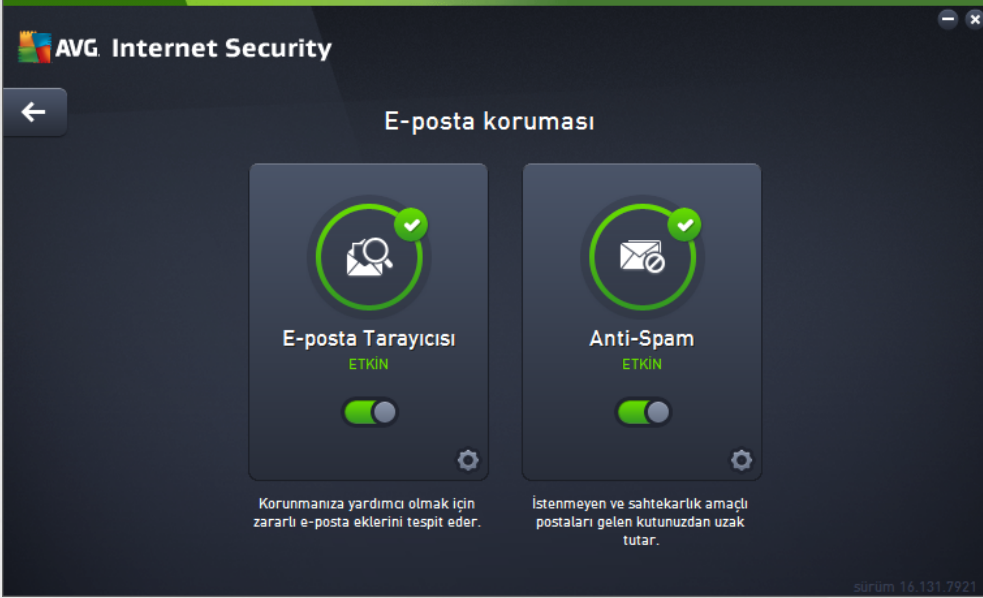 AVG. Internet Security
E-posta koruması
E-posta Tarayıcısı
ETKİN
Korunmanıza yardımcı olmak için
zararlı e-posta eklerini tespit eder.
Anti-Spam
ETKİN
İstenmeyen ve sahtekarlık amaçlı
postaları gelen kutunuzdan uzak
tutar.
sürüm 16.131.7921